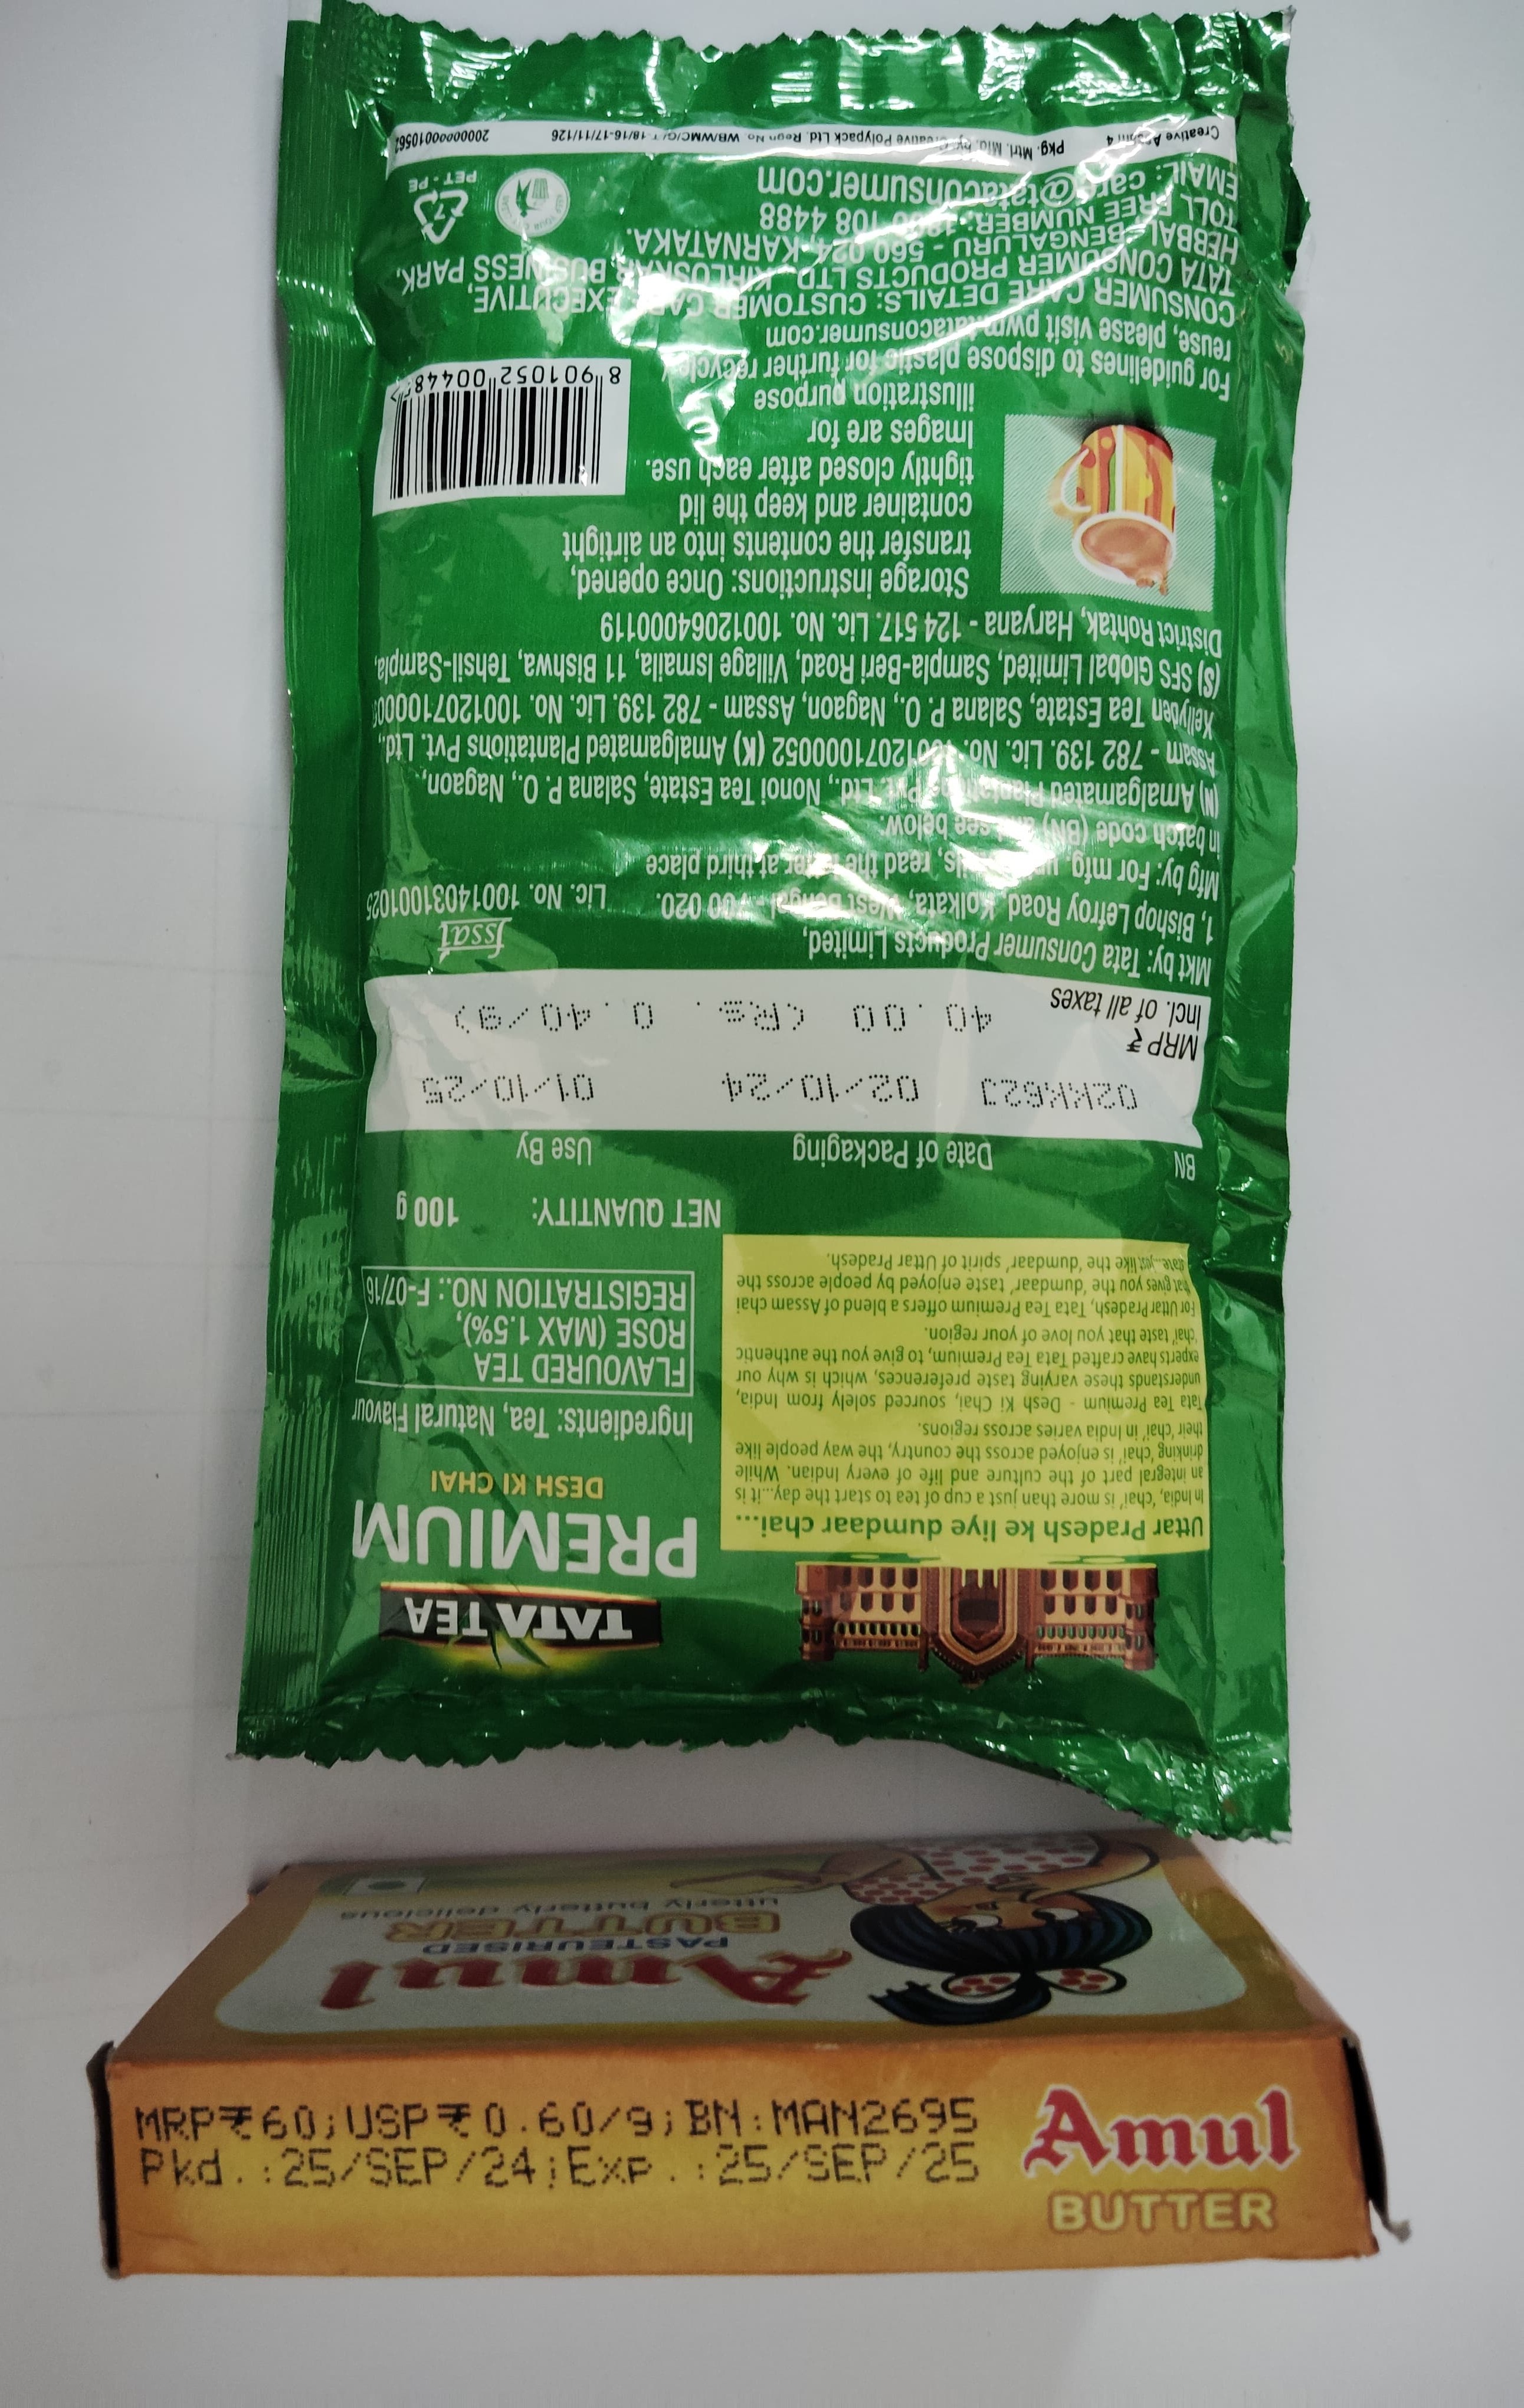 Amul
BUTTER
MRP₹60;USP₹0.60/g;BN:MAN2695
Pkd.:25/SEP/24;Exp.:25/SEP/25
Amul
PASTEURISED
BUTTER
utterly butterly delicious
TATA TEA
PREMIUM
DESH KI CHAI
Uttar Pradesh ke liye dumdaar chai...
In India, 'chai' is more than just a cup of tea to start the day...it is
an integral part of the culture and life of every Indian. While
drinking 'chai' is enjoyed across the country, the way people like
their 'chai' in India varies across regions.
Tata Tea Premium - Desh Ki Chai, sourced solely from India,
understands these varying taste preferences, which is why our
experts have crafted Tata Tea Premium, to give you the authentic
'chai' taste that you love of your region.
For Uttar Pradesh, Tata Tea Premium offers a blend of Assam chai
that gives you the 'dumdaar' taste enjoyed by people across the
state...just like the 'dumdaar' spirit of Uttar Pradesh.
Ingredients: Tea, Natural Flavour
FLAVOURED TEA
ROSE (MAX 1.5%),
REGISTRATION NO.: F-07/16
NET QUANTITY: 100 g
BN Date of Packaging Use By
02KK62J 02/10/24 01/10/25
MRP ₹
Incl. of all taxes
40.00 (Rs. 0.40/g)
Mkt by: Tata Consumer Products Limited,
1, Bishop Lefroy Road, Kolkata, West Bengal - 700 020.
fssai
Lic. No. 10014031001025
Mfg by: For mfg. read the letter at third place
in batch code (BN) and see below:
(N) Amalgamated Plantations Pvt. Ltd., Nonoi Tea Estate, Salana P. O., Nagaon,
Assam - 782 139. Lic. No. 10012071000052 (K) Amalgamated Plantations Pvt. Ltd.,
Kellyden Tea Estate, Salana P. O., Nagaon, Assam - 782 139. Lic. No.
(S) SFS Global Limited, Sampla-Beri Road, Village Ismaila, 11 Bishwa, Tehsil-Sampla,
District Rohtak, Haryana - 124 517. Lic. No. 10012064000119
Storage instructions: Once opened,
transfer the contents into an airtight
container and keep the lid
tightly closed after each use.
Images are for
illustration purpose
8 901052 00448
For guidelines to dispose plastic for further recycle /
reuse, please visit pwm.tataconsumer.com
CONSUMER CARE DETAILS: CUSTOMER CARE EXECUTIVE,
TATA CONSUMER PRODUCTS LTD. KIRLOSKAR BUSINESS PARK,
HEBBAL, BENGALURU - 560 024, KARNATAKA.
TOLL FREE NUMBER: 1800 108 4488
EMAIL: care@tataconsumer.com
7
PET - PE
Creative Assam 4 Pkg. Mtrl. Mfd. by: Creative Polypack Ltd. Regn No.